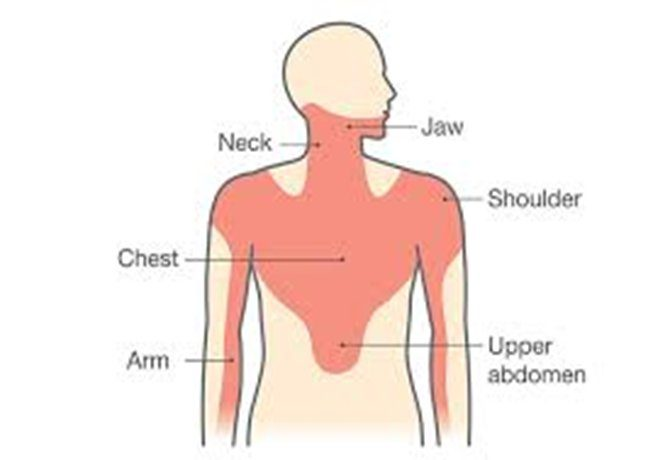 Jaw
Neck
Shoulder
Chest
Upper
abdomen
Arm